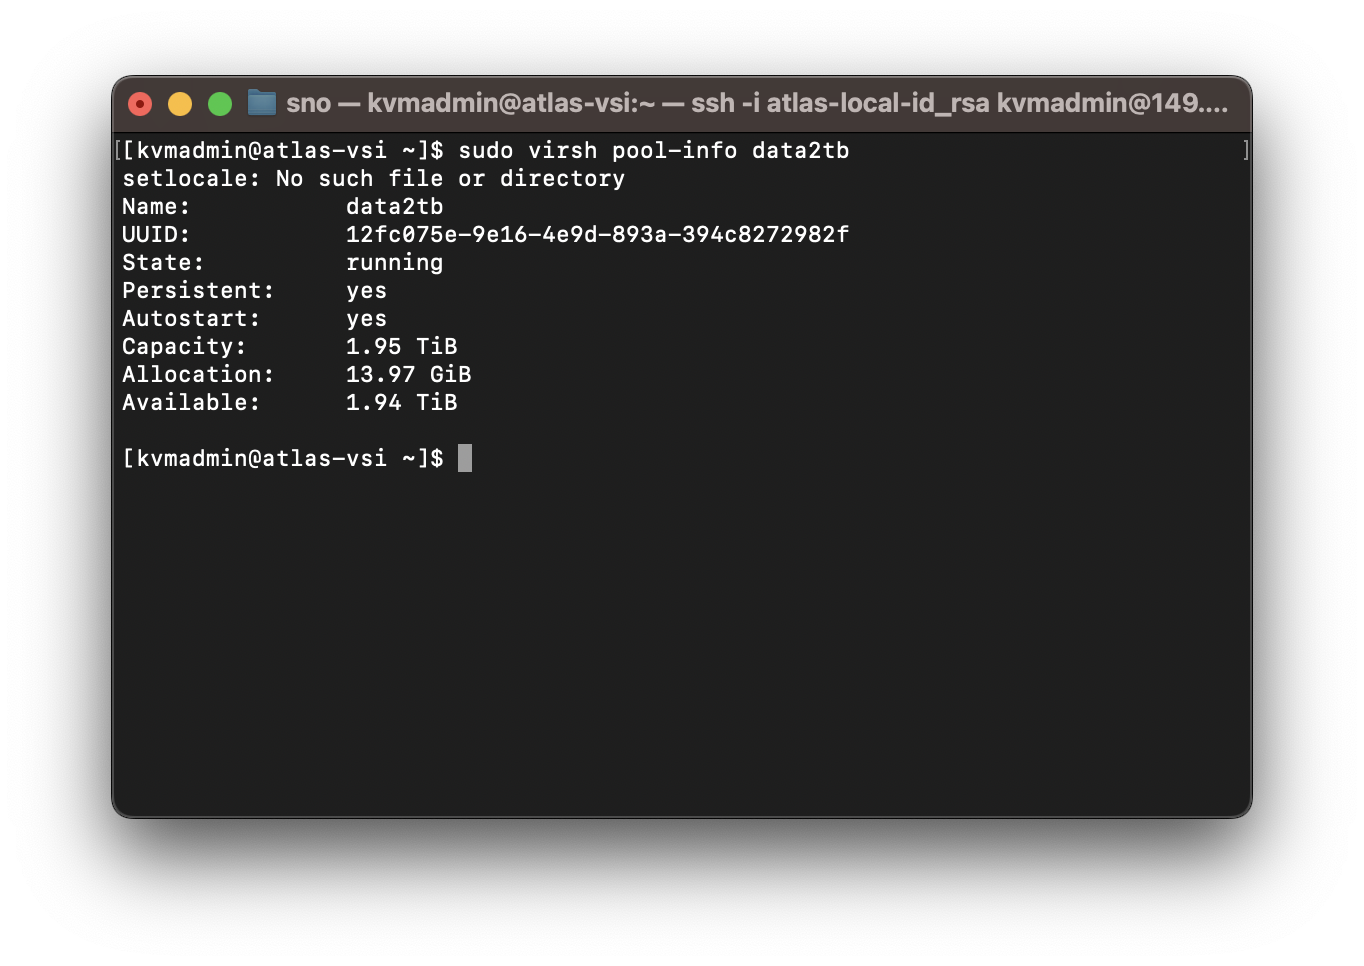 sno — kvmadmin@atlas-vsi:~ — ssh -i atlas-local-id_rsa kvmadmin@149....
[[kvmadmin@atlas-vsi ~]$ sudo virsh pool-info data2tb ]
setlocale: No such file or directory
Name: data2tb
UUID: 12fc075e-9e16-4e9d-893a-394c8272982f
State: running
Persistent: yes
Autostart: yes
Capacity: 1.95 TiB
Allocation: 13.97 GiB
Available: 1.94 TiB
[kvmadmin@atlas-vsi ~]$